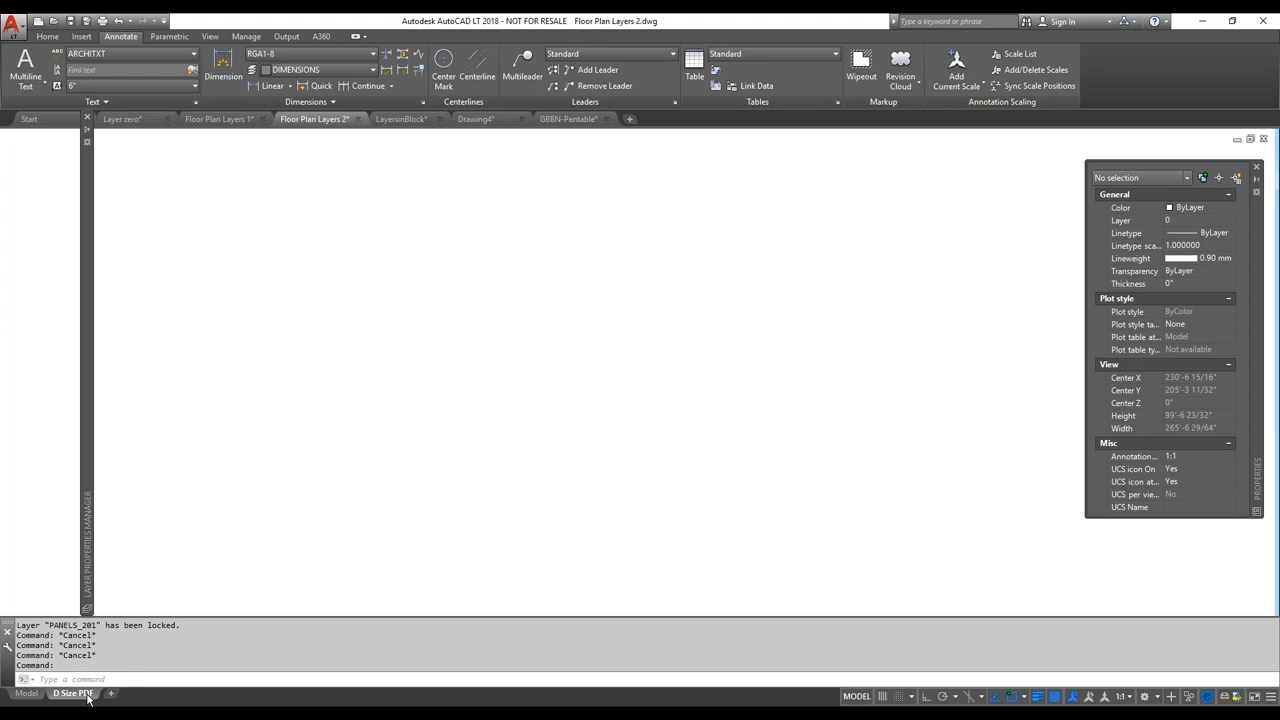 Autodesk AutoCAD LT 2018 - NOT FOR RESALE Floor Plan Layers 2.dwg
Type a keyword or phrase
Sign In
LT
Home Insert Annotate Parametric View Manage Output A360
Multiline Text
ARCHITXT
Find text
6"
Text
Dimension
RGA1-8
DIMENSIONS
Linear Quick Continue
Dimensions
Center Mark
Centerline
Centerlines
Multileader
Standard
Add Leader
Remove Leader
Leaders
Table
Standard
Link Data
Tables
Wipeout
Revision Cloud
Markup
Add Current Scale
Scale List
Add/Delete Scales
Sync Scale Positions
Annotation Scaling
Start Layer zero* Floor Plan Layers 1* Floor Plan Layers 2* LayersinBlock* Drawing4* GBBN-Pentable*
LAYER PROPERTIES MANAGER
No selection
General
Color ByLayer
Layer 0
Linetype ByLayer
Linetype sca... 1.000000
Lineweight 0.90 mm
Transparency ByLayer
Thickness 0"
Plot style
Plot style ByColor
Plot style ta... None
Plot table at... Model
Plot table ty... Not available
View
Center X 230'-6 15/16"
Center Y 205'-3 11/32"
Center Z 0"
Height 99'-6 23/32"
Width 265'-6 29/64"
Misc
Annotation... 1:1
UCS icon On Yes
UCS icon at... Yes
UCS per vie... No
UCS Name
PROPERTIES
Layer "PANELS_201" has been locked.
Command: *Cancel*
Command: *Cancel*
Command: *Cancel*
Command:
Type a command
Model D Size PDF
MODEL 1:1